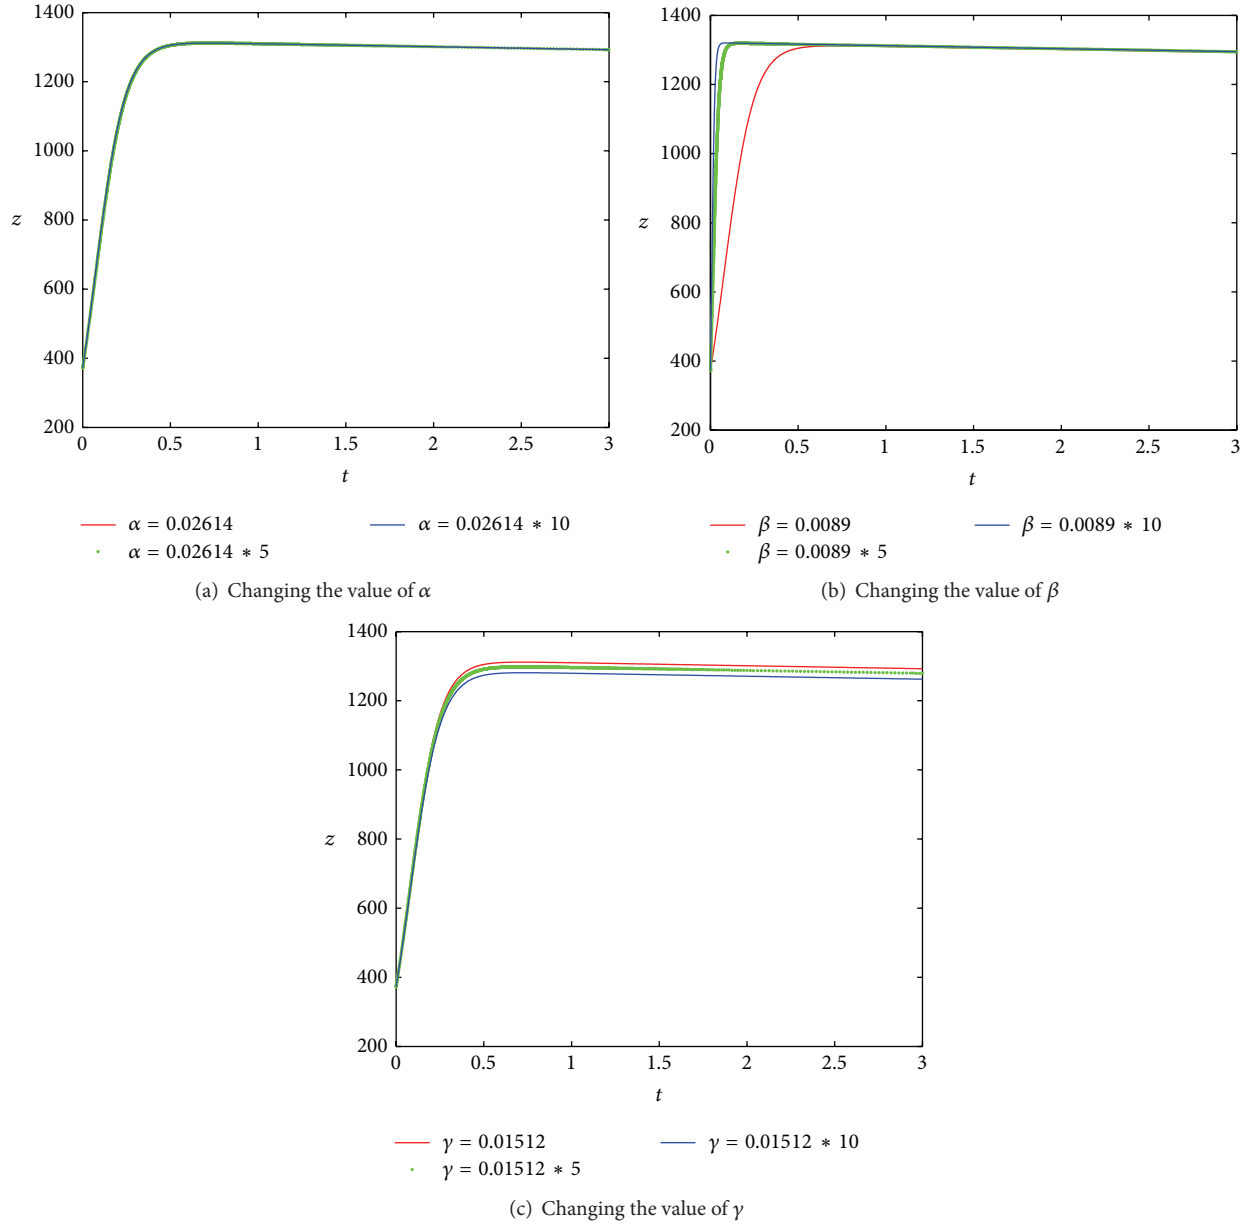 1400
1200
1000
800
600
400
200
z
0
0.5
1
1.5
2
2.5
3
t
α = 0.02614
α = 0.02614 * 10
α = 0.02614 * 5
(a) Changing the value of α
1400
1200
1000
800
600
400
200
z
0
0.5
1
1.5
2
2.5
3
t
β = 0.0089
β = 0.0089 * 10
β = 0.0089 * 5
(b) Changing the value of β
1400
1200
1000
800
600
400
200
z
0
0.5
1
1.5
2
2.5
3
t
γ = 0.01512
γ = 0.01512 * 10
γ = 0.01512 * 5
(c) Changing the value of γ